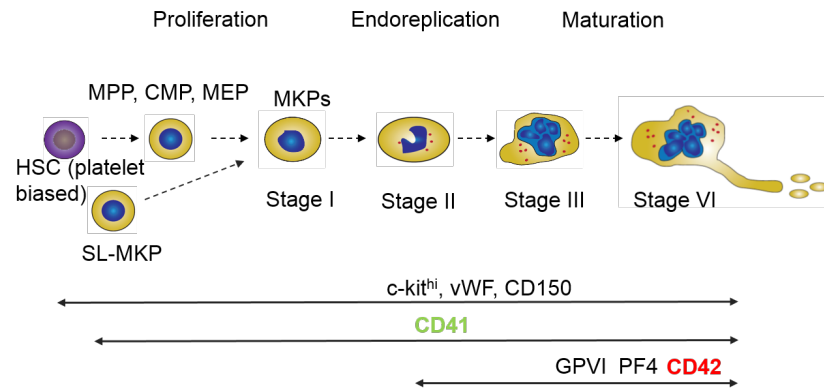 Proliferation Endoreplication Maturation
MPP, CMP, MEP
MKPs
HSC (platelet
biased)
Stage I Stage II Stage III Stage VI
SL-MKP
c-kithi, vWF, CD150
CD41
GPVI PF4 CD42